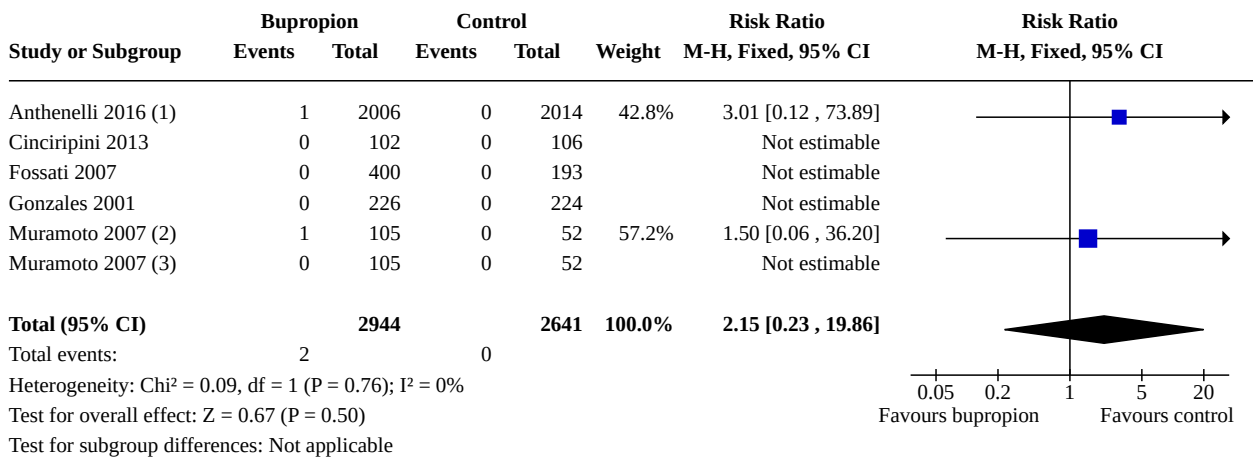 Bupropion Control Risk Ratio Risk Ratio
Study or Subgroup Events Total Events Total Weight M-H, Fixed, 95% CI M-H, Fixed, 95% CI
Anthenelli 2016 (1) 1 2006 0 2014 42.8% 3.01 [0.12 , 73.89]
Cinciripini 2013 0 102 0 106 Not estimable
Fossati 2007 0 400 0 193 Not estimable
Gonzales 2001 0 226 0 224 Not estimable
Muramoto 2007 (2) 1 105 0 52 57.2% 1.50 [0.06 , 36.20]
Muramoto 2007 (3) 0 105 0 52 Not estimable
Total (95% CI) 2944 2641 100.0% 2.15 [0.23 , 19.86]
Total events: 2 0
Heterogeneity: Chi² = 0.09, df = 1 (P = 0.76); I² = 0%
Test for overall effect: Z = 0.67 (P = 0.50)
Test for subgroup differences: Not applicable
0.05 0.2 1 5 20
Favours bupropion Favours control